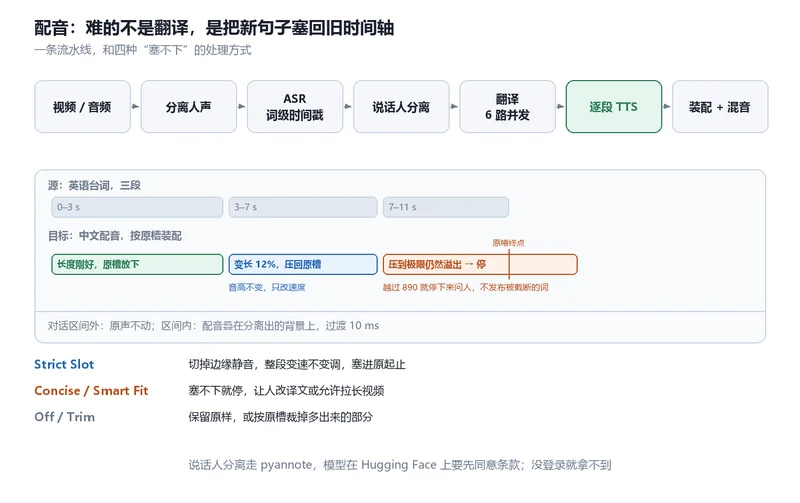 配音：难的不是翻译，是把新句子塞回旧时间轴
一条流水线，和四种“塞不下”的处理方式
视频 / 音频
分离人声
ASR
词级时间戳
说话人分离
翻译
6 路并发
逐段 TTS
装配 + 混音
源：英语台词，三段
0–3 s
3–7 s
7–11 s
目标：中文配音，按原槽装配
原槽终点
长度刚好，原槽放下
变长 12%，压回原槽
压到极限仍然溢出 → 停
音高不变，只改速度
越过 890 就停下来问人，不发布被截断的词
对话区间外：原声不动；区间内：配音叠在分离出的背景上，过渡 10 ms
Strict Slot
切掉边缘静音，整段变速不变调，塞进原起止
Concise / Smart Fit
塞不下就停，让人改译文或允许拉长视频
Off / Trim
保留原样，或按原槽裁掉多出来的部分
说话人分离走 pyannote，模型在 Hugging Face 上要先同意条款；没登录就拿不到